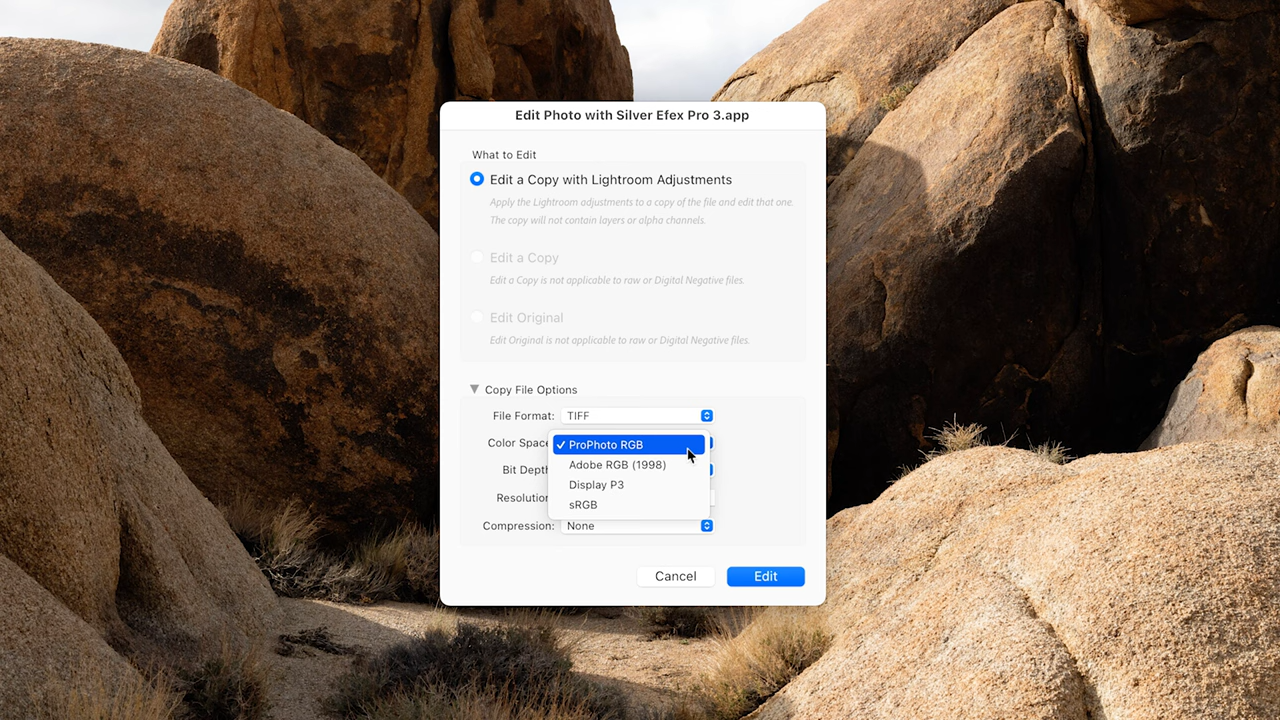 Edit Photo with Silver Efex Pro 3.app
What to Edit
Edit a Copy with Lightroom Adjustments
Apply the Lightroom adjustments to a copy of the file and edit that one.
The copy will not contain layers or alpha channels.
Edit a Copy
Edit a Copy is not applicable to raw or Digital Negative files.
Edit Original
Edit Original is not applicable to raw or Digital Negative files.
Copy File Options
File Format: TIFF
Color Space
✓ ProPhoto RGB
Adobe RGB (1998)
Bit Depth
Display P3
Resolution
sRGB
Compression: None
Cancel Edit